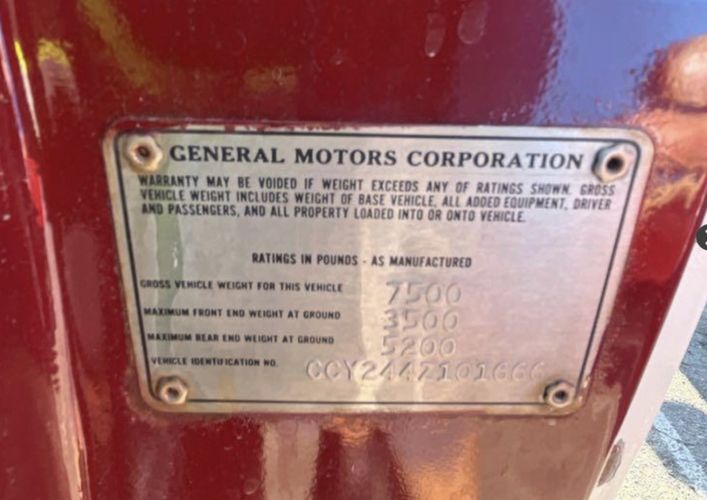 GENERAL MOTORS CORPORATION
WARRANTY MAY BE VOIDED IF WEIGHT EXCEEDS ANY OF RATINGS SHOWN. GROSS
VEHICLE WEIGHT INCLUDES WEIGHT OF BASE VEHICLE, ALL ADDED EQUIPMENT, DRIVER
AND PASSENGERS, AND ALL PROPERTY LOADED INTO OR ONTO VEHICLE.
RATINGS IN POUNDS - AS MANUFACTURED
GROSS VEHICLE WEIGHT FOR THIS VEHICLE 7500
MAXIMUM FRONT END WEIGHT AT GROUND 3500
MAXIMUM REAR END WEIGHT AT GROUND 5200
VEHICLE IDENTIFICATION NO. CCY244Z101666